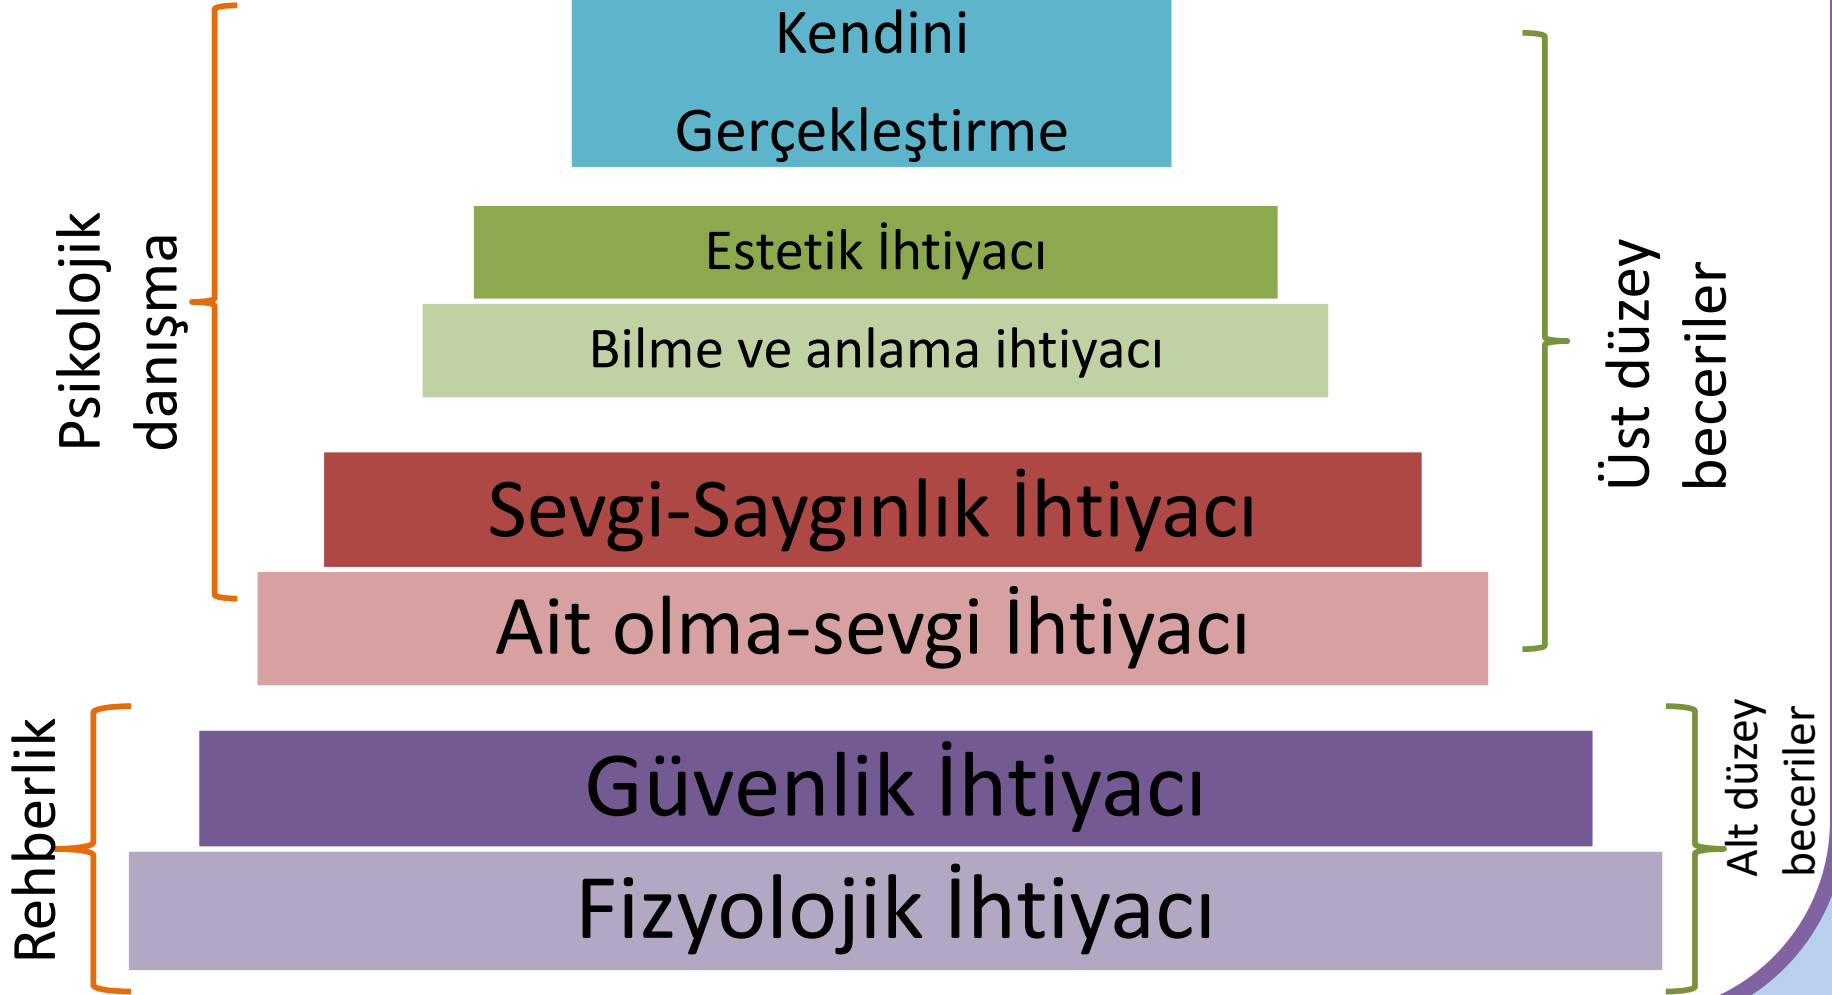 Kendini
Gerçekleştirme
Estetik İhtiyacı
Bilme ve anlama ihtiyacı
Sevgi-Saygınlık İhtiyacı
Ait olma-sevgi İhtiyacı
Güvenlik İhtiyacı
Fizyolojik İhtiyacı
Psikolojik
danışma
Rehberlik
Üst düzey
beceriler
Alt düzey
beceriler